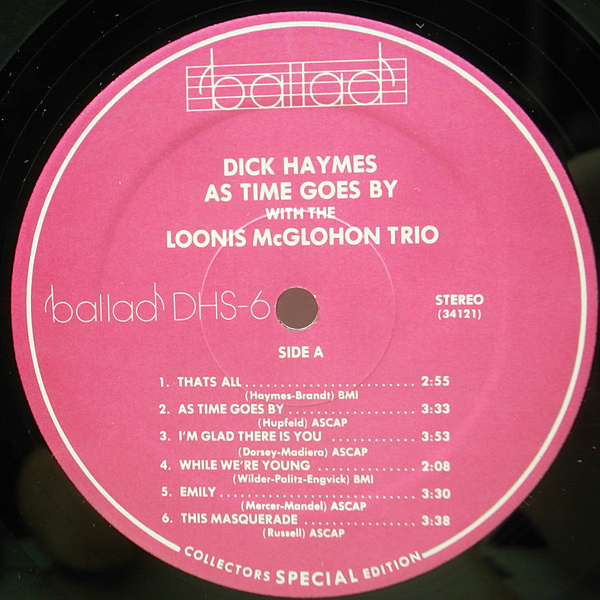 ballad
DICK HAYMES
AS TIME GOES BY
WITH THE
LOONIS McGLOHON TRIO
ballad DHS-6
STEREO
(34121)
SIDE A
1. THATS ALL ........................ 2:55
(Haymes-Brandt) BMI
2. AS TIME GOES BY .................. 3:33
(Hupfeld) ASCAP
3. I'M GLAD THERE IS YOU ............ 3:53
(Dorsey-Madiera) ASCAP
4. WHILE WE'RE YOUNG ............... 2:08
(Wilder-Palitz-Engvick) BMI
5. EMILY ............................ 3:30
(Mercer-Mandel) ASCAP
6. THIS MASQUERADE ................. 3:38
(Russell) ASCAP
COLLECTORS SPECIAL EDITION